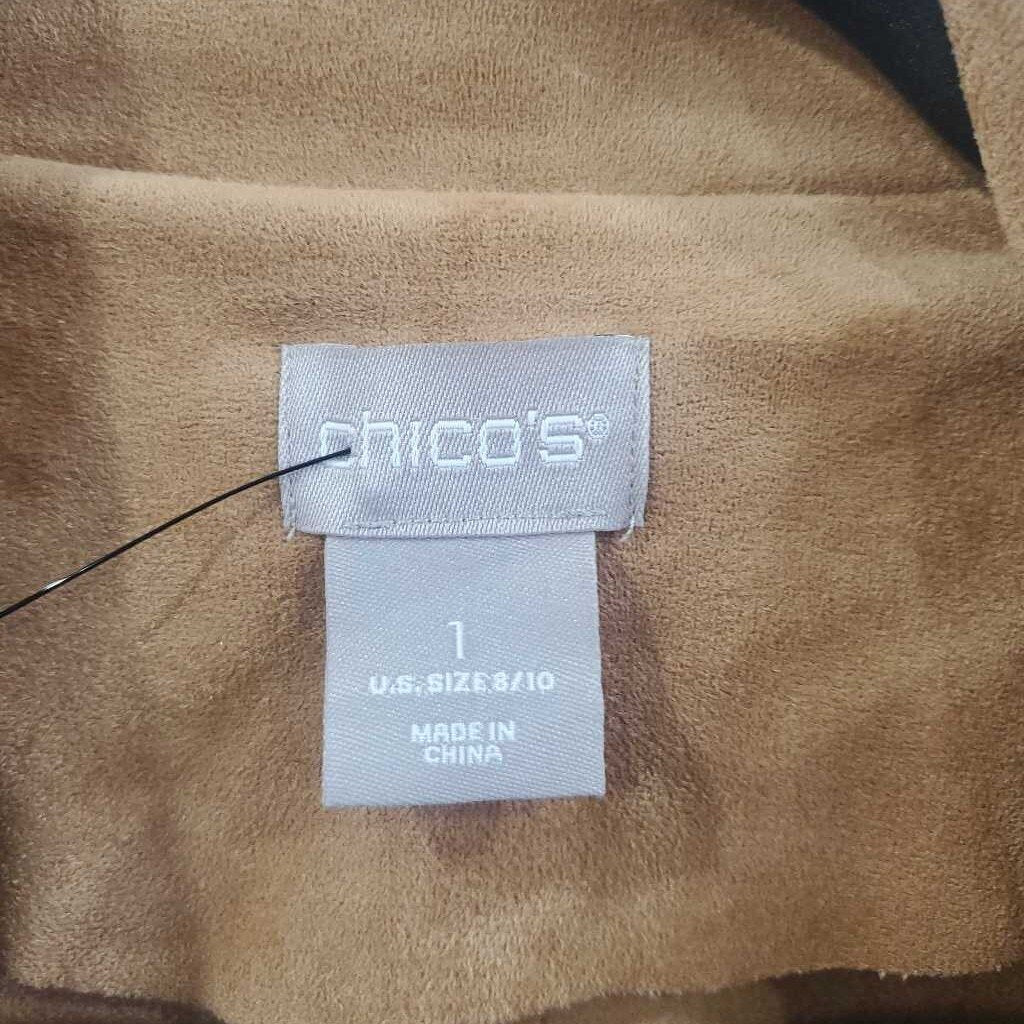 chico's®
1
U.S. SIZE 8/10
MADE IN
CHINA